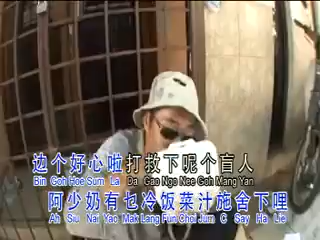 边个好心啦打救下呢个盲人
Bin Goh Hoe Sum La Da Gao Ngo Nee Goh Mang Yan
阿少奶有乜冷饭菜汁施舍下哩
Ah Siu Nai Yao Mak Lang Fun Choi Jum C Say Ha Lie